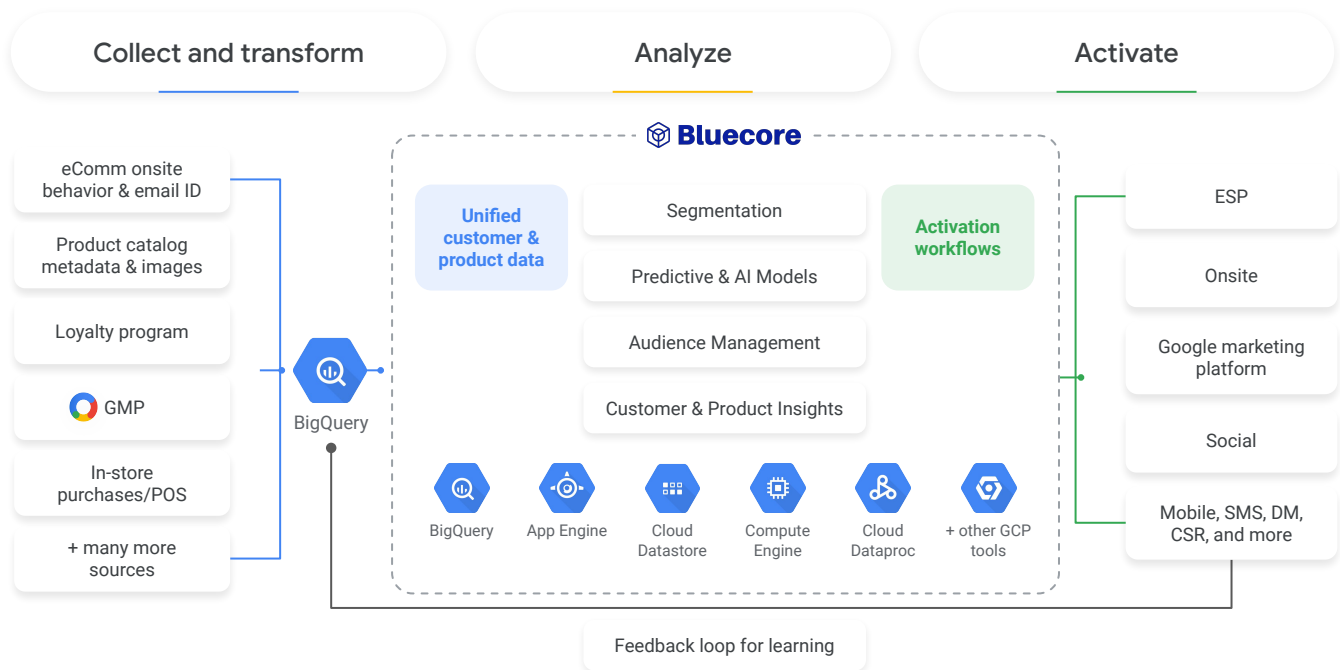 Collect and transform
Analyze
Activate
Bluecore
eComm onsite
behavior & email ID
Product catalog
metadata & images
Loyalty program
GMP
In-store
purchases/POS
+ many more
sources
BigQuery
Unified
customer &
product data
Segmentation
Predictive & AI Models
Audience Management
Customer & Product Insights
Activation
workflows
BigQuery
App Engine
Cloud
Datastore
Compute
Engine
Cloud
Dataproc
+ other GCP
tools
ESP
Onsite
Google marketing
platform
Social
Mobile, SMS, DM,
CSR, and more
Feedback loop for learning